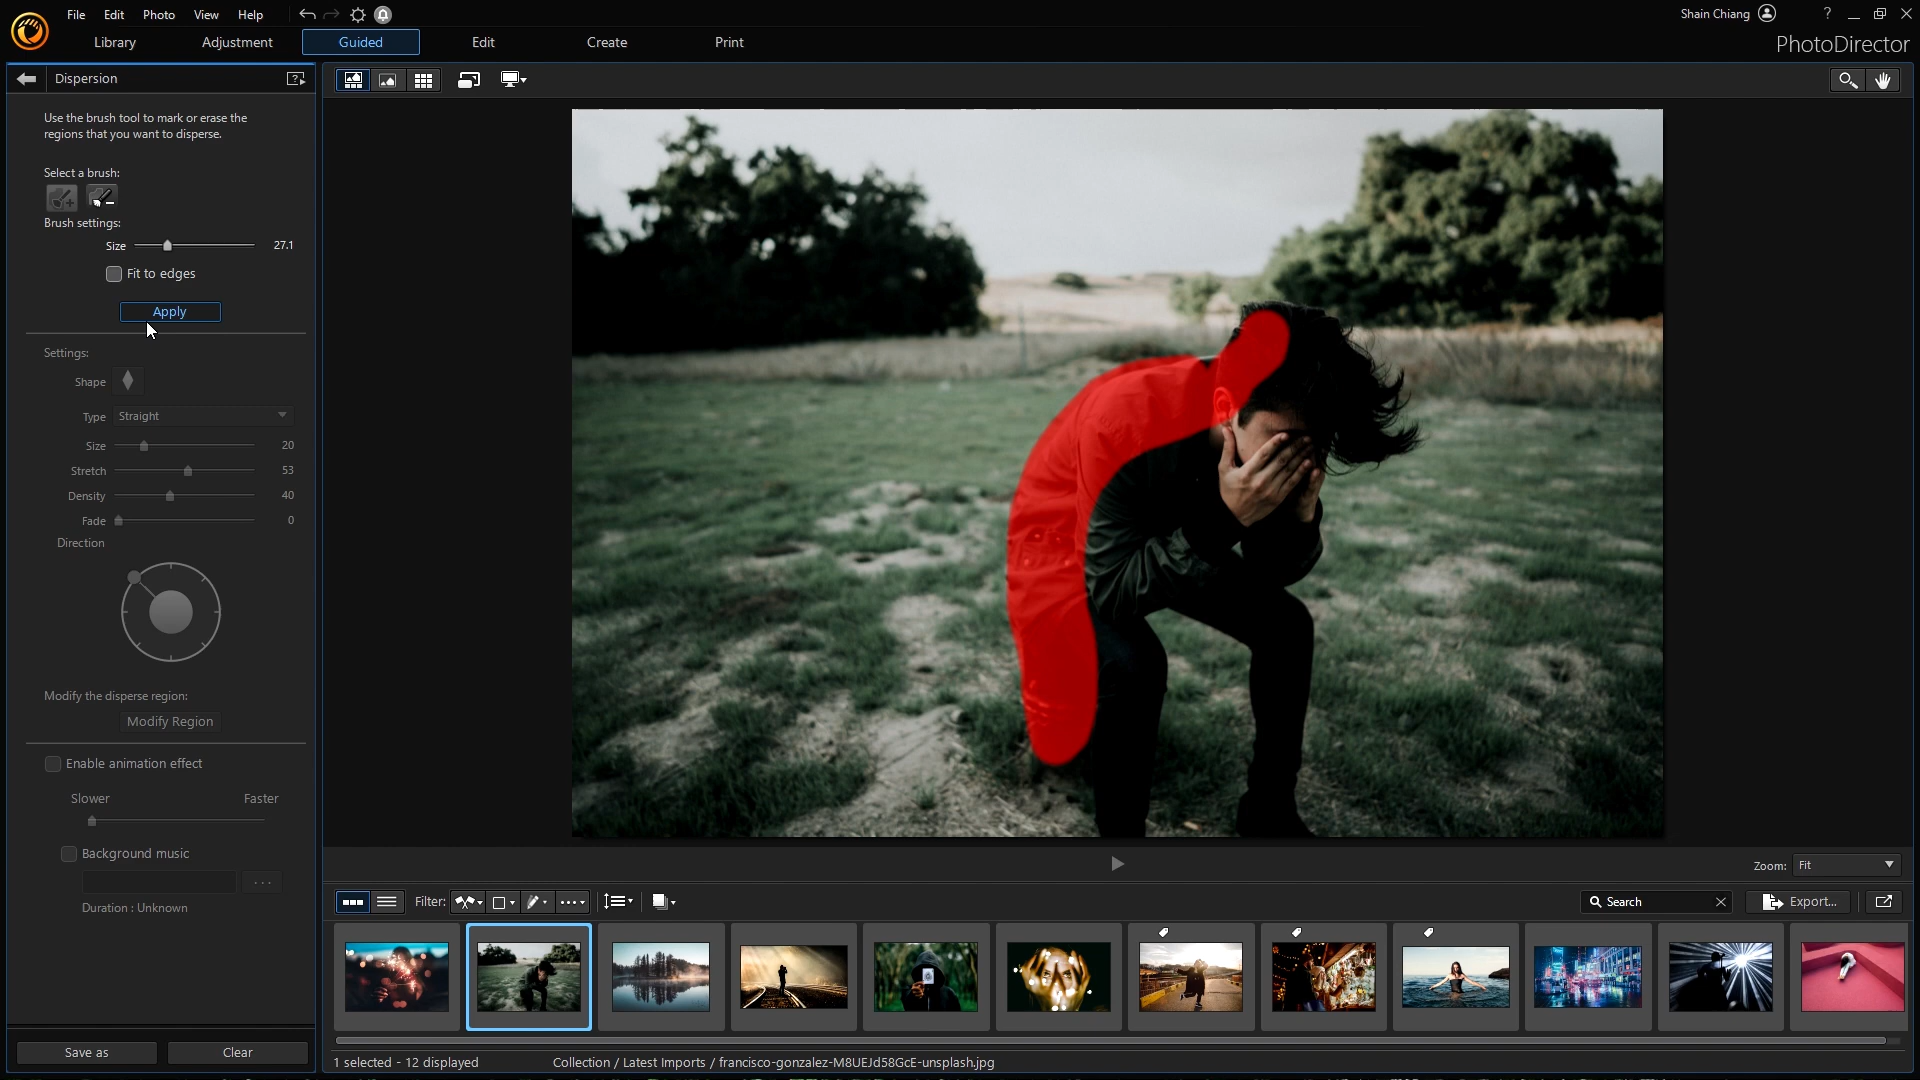 File Edit Photo View Help
Shain Chiang
?
Library Adjustment Guided Edit Create Print
PhotoDirector
Dispersion
Use the brush tool to mark or erase the
regions that you want to disperse.
Select a brush:
Brush settings:
Size 27.1
Fit to edges
Apply
Settings:
Shape
Type Straight
Size 20
Stretch 53
Density 40
Fade 0
Direction
Modify the disperse region:
Modify Region
Enable animation effect
Slower Faster
Background music
...
Duration : Unknown
Save as Clear
Zoom: Fit
Filter:
Search
Export...
1 selected - 12 displayed
Collection / Latest Imports / francisco-gonzalez-M8UEJd58GcE-unsplash.jpg